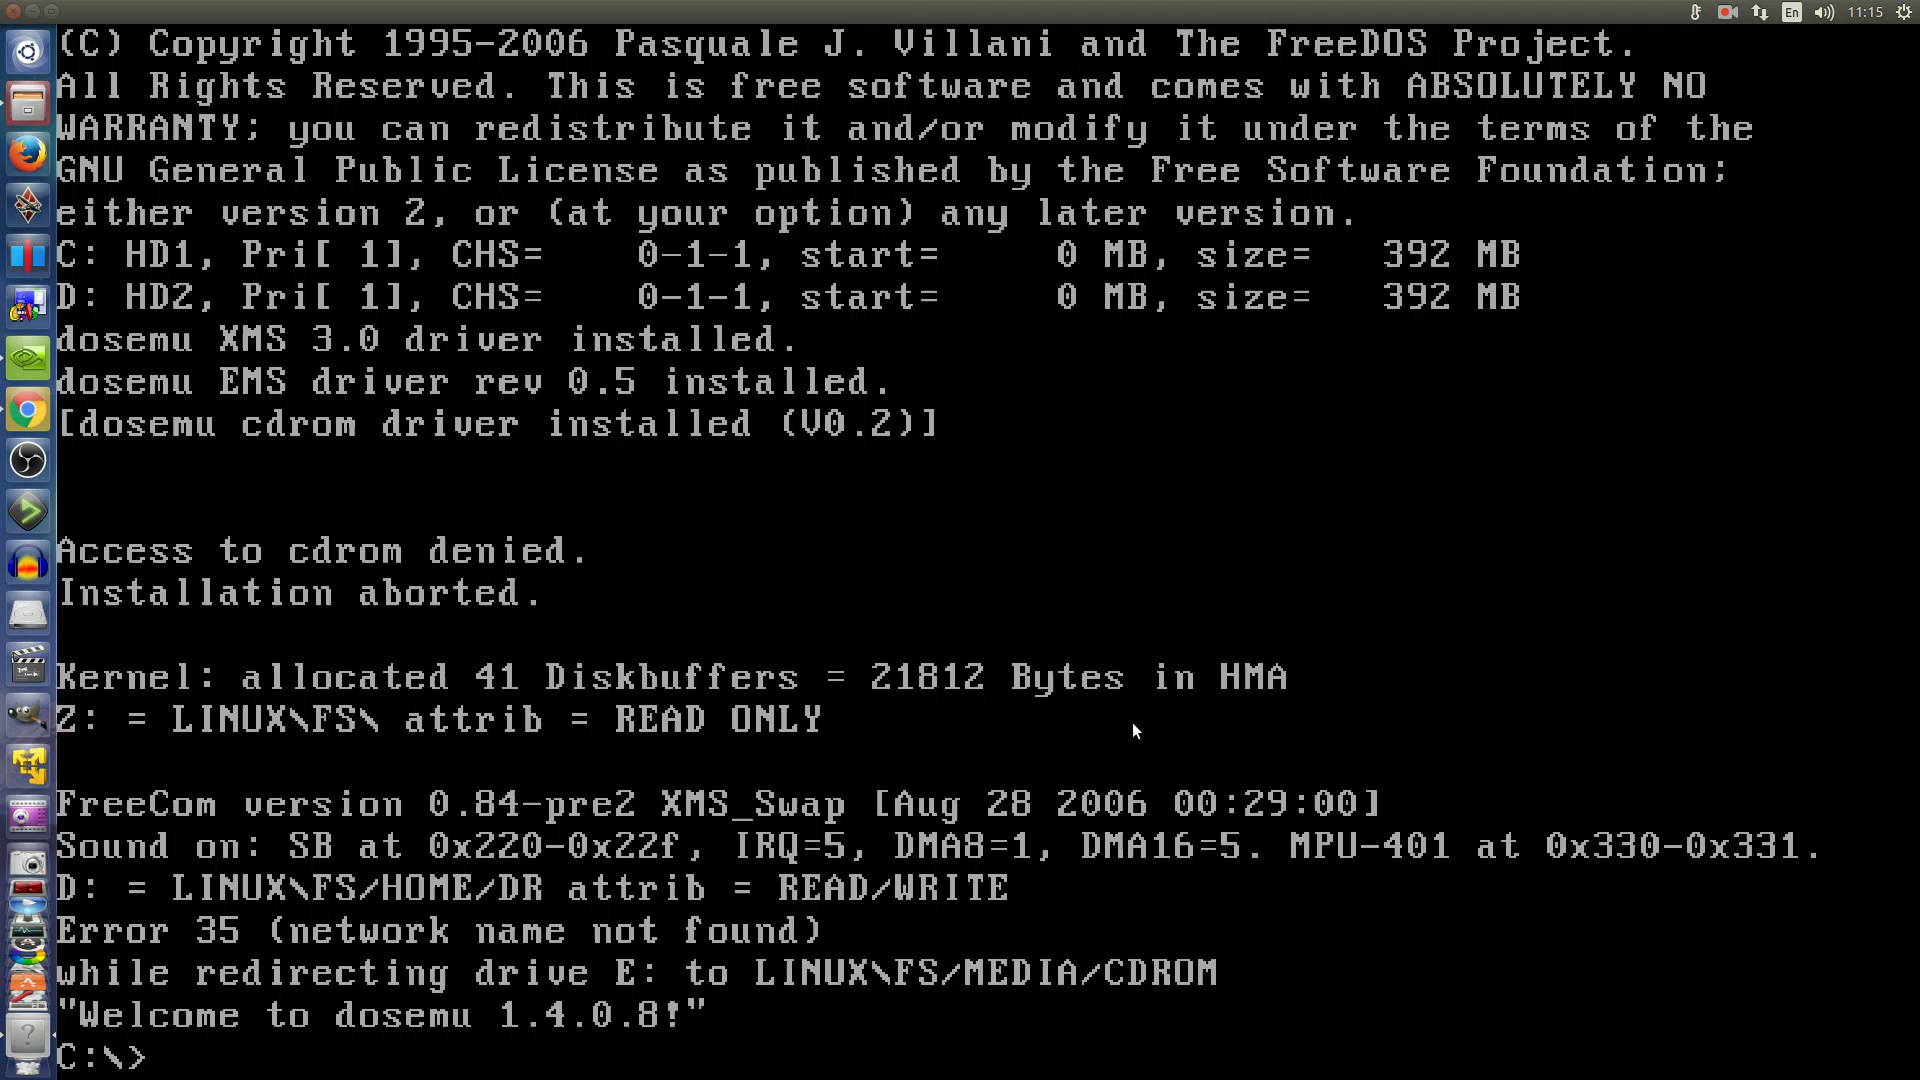 En 11:15
(C) Copyright 1995-2006 Pasquale J. Villani and The FreeDOS Project.
All Rights Reserved. This is free software and comes with ABSOLUTELY NO
WARRANTY; you can redistribute it and/or modify it under the terms of the
GNU General Public License as published by the Free Software Foundation;
either version 2, or (at your option) any later version.
C: HD1, Pri[ 1], CHS=    0-1-1, start=     0 MB, size=   392 MB
D: HD2, Pri[ 1], CHS=    0-1-1, start=     0 MB, size=   392 MB
dosemu XMS 3.0 driver installed.
dosemu EMS driver rev 0.5 installed.
[dosemu cdrom driver installed (V0.2)]
Access to cdrom denied.
Installation aborted.
Kernel: allocated 41 Diskbuffers = 21812 Bytes in HMA
Z: = LINUX\FS\ attrib = READ ONLY
FreeCom version 0.84-pre2 XMS_Swap [Aug 28 2006 00:29:00]
Sound on: SB at 0x220-0x22f, IRQ=5, DMA8=1, DMA16=5. MPU-401 at 0x330-0x331.
D: = LINUX\FS/HOME/DR attrib = READ/WRITE
Error 35 (network name not found)
while redirecting drive E: to LINUX\FS/MEDIA/CDROM
"Welcome to dosemu 1.4.0.8!"
C:\>